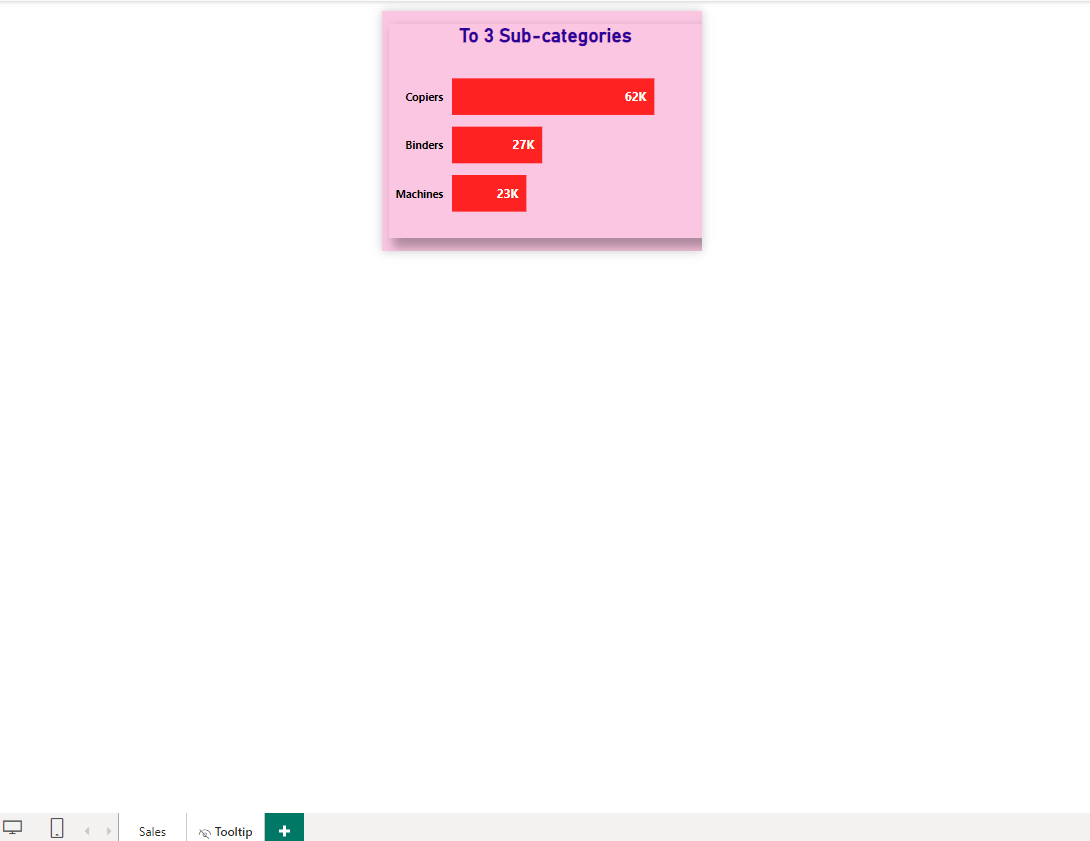 To 3 Sub-categories
Copiers 62K
Binders 27K
Machines 23K
Sales Tooltip